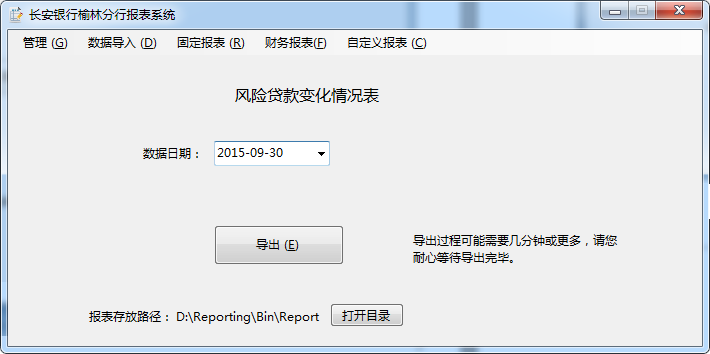 长安银行榆林分行报表系统
管理 (G) 数据导入 (D) 固定报表 (R) 财务报表(F) 自定义报表 (C)
风险贷款变化情况表
数据日期： 2015-09-30
导出 (E)
导出过程可能需要几分钟或更多，请您
耐心等待导出完毕。
报表存放路径： D:\Reporting\Bin\Report 打开目录